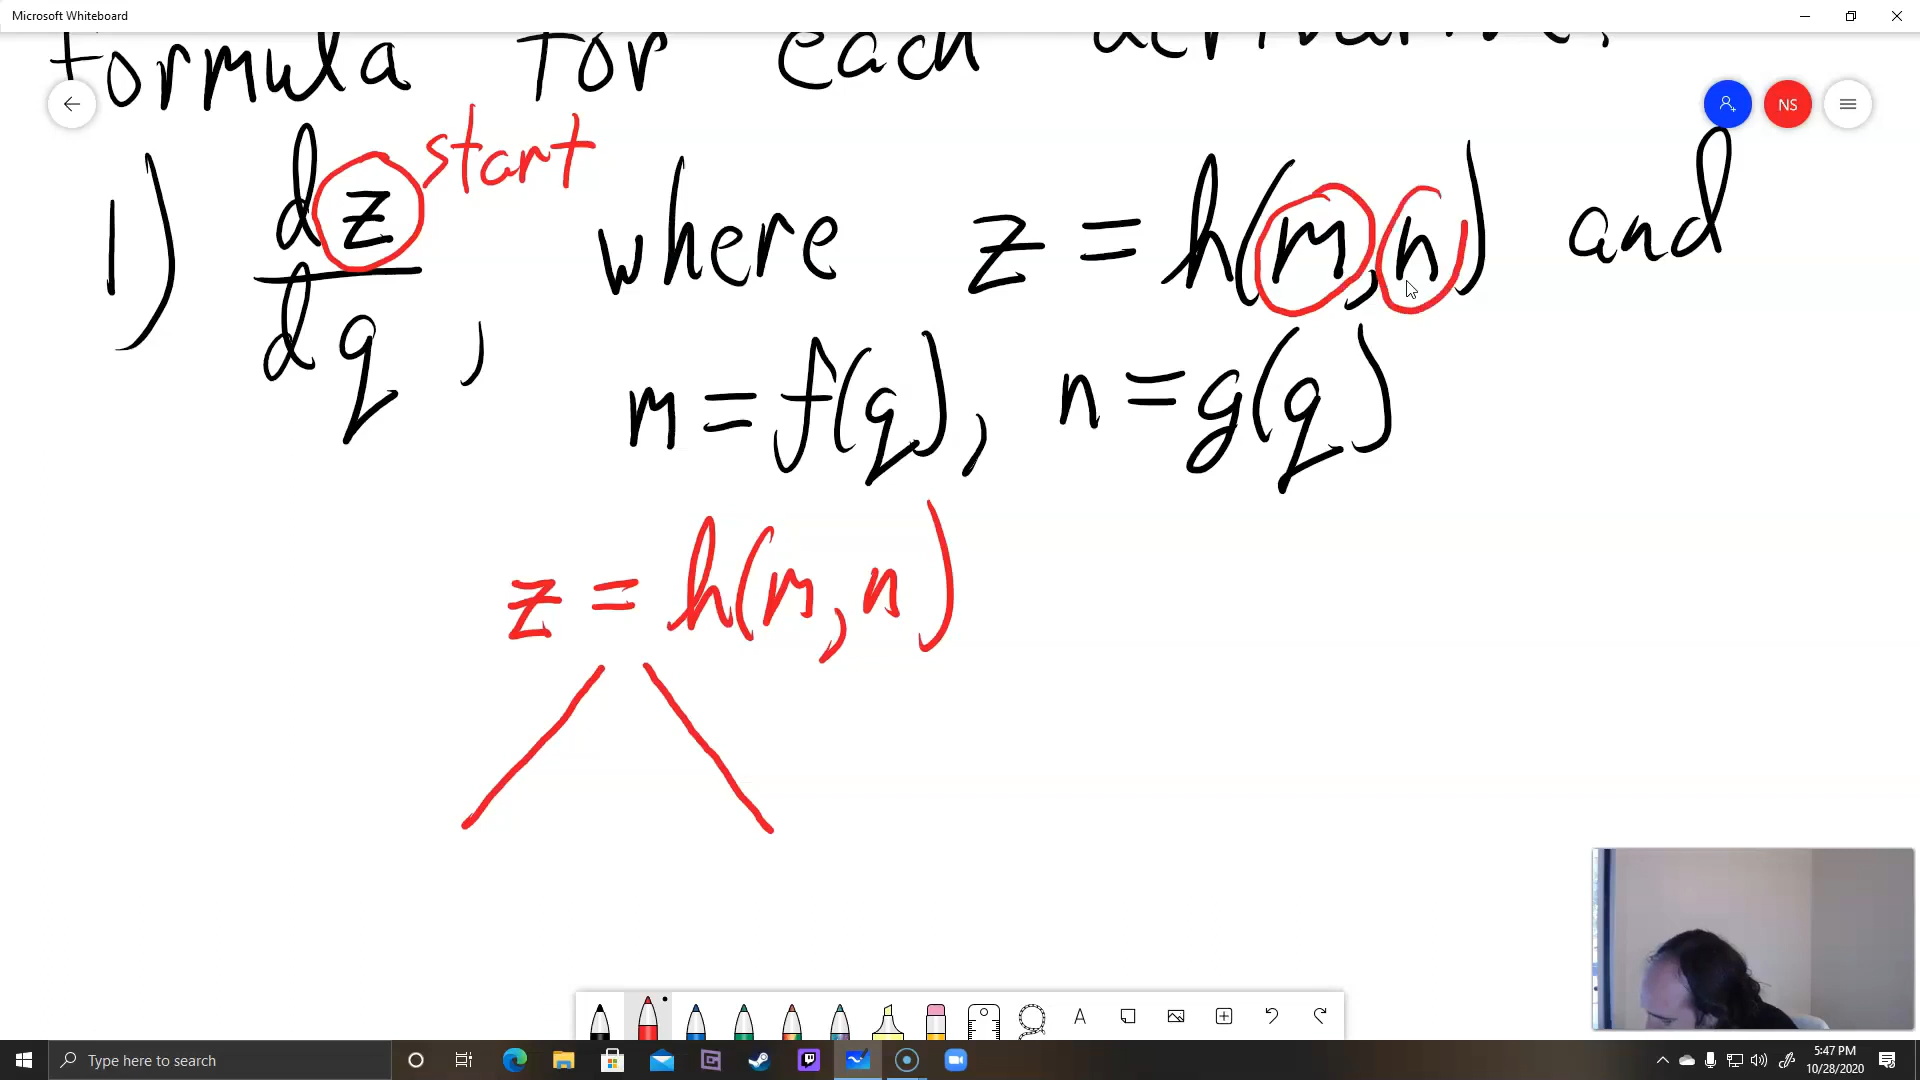 Microsoft Whiteboard
formula for each derivative.
NS
start
1) dz/dq, where z = h(m, n) and
m = f(q), n = g(q)
z = h(m, n)
A
Type here to search
5:47 PM
10/28/2020